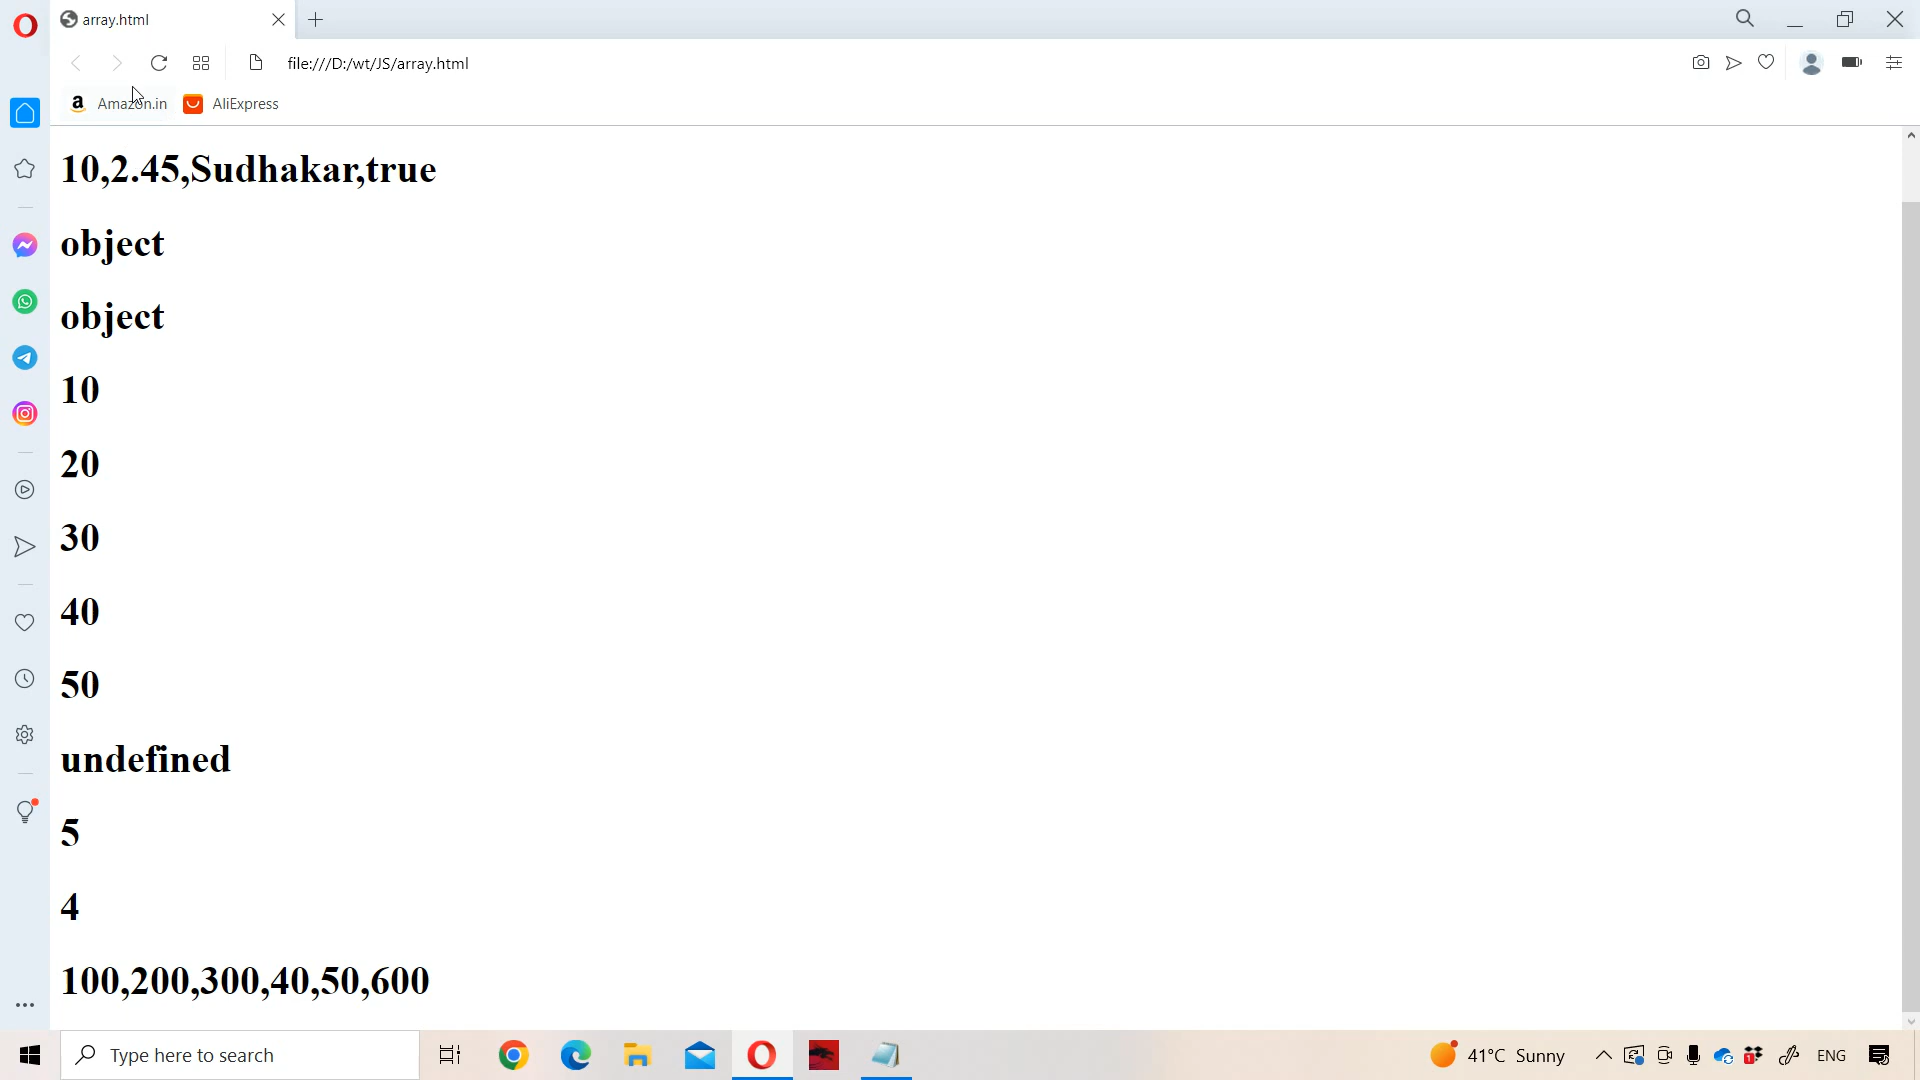 array.html
file:///D:/wt/JS/array.html
Amazon.in AliExpress
10,2.45,Sudhakar,true
object
object
10
20
30
40
50
undefined
5
4
100,200,300,40,50,600
Type here to search
41°C Sunny
ENG